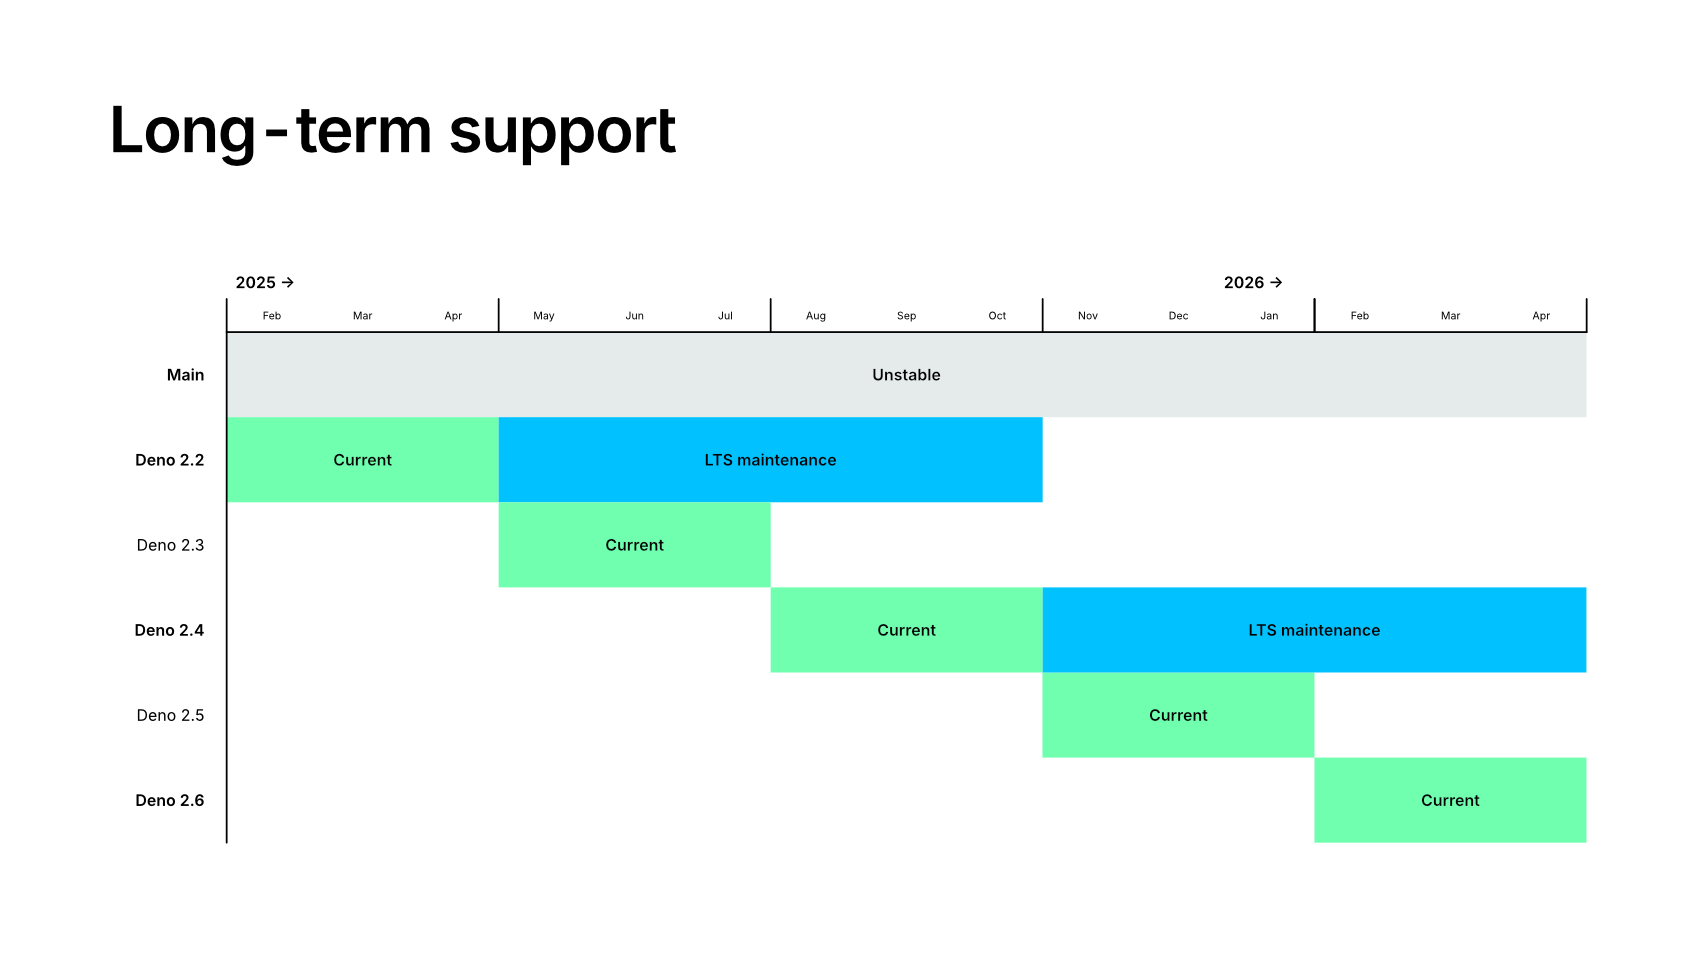 Long-term support
2025 → 2026 →
Feb Mar Apr May Jun Jul Aug Sep Oct Nov Dec Jan Feb Mar Apr
Main Unstable
Deno 2.2 Current LTS maintenance
Deno 2.3 Current
Deno 2.4 Current LTS maintenance
Deno 2.5 Current
Deno 2.6 Current